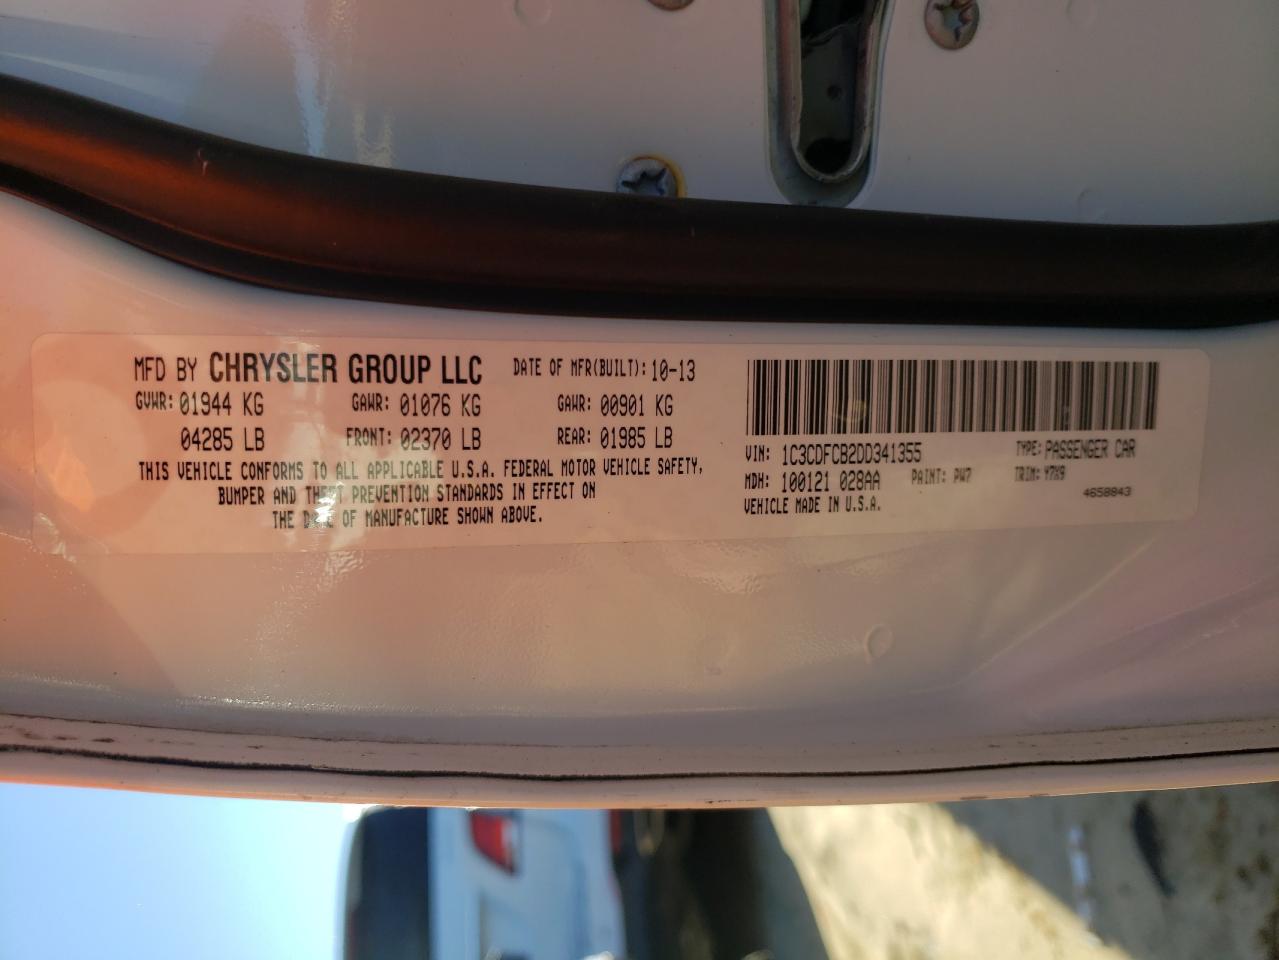 MFD BY CHRYSLER GROUP LLC DATE OF MFR(BUILT): 10-13
GVWR: 01944 KG GAWR: 01076 KG GAWR: 00901 KG
04285 LB FRONT: 02370 LB REAR: 01985 LB
THIS VEHICLE CONFORMS TO ALL APPLICABLE U.S.A. FEDERAL MOTOR VEHICLE SAFETY,
BUMPER AND THEFT PREVENTION STANDARDS IN EFFECT ON
THE DATE OF MANUFACTURE SHOWN ABOVE.
VIN: 1C3CDFCB2DD341355 TYPE: PASSENGER CAR
MDH: 100121 028AA PAINT: PW7 TRIM: Y7X9
VEHICLE MADE IN U.S.A. 4658843